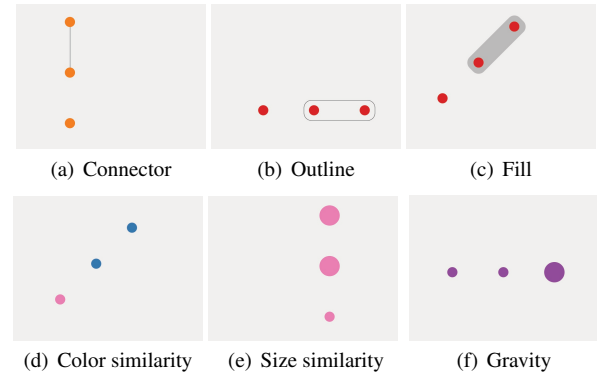 (a) Connector
(b) Outline
(c) Fill
(d) Color similarity
(e) Size similarity
(f) Gravity